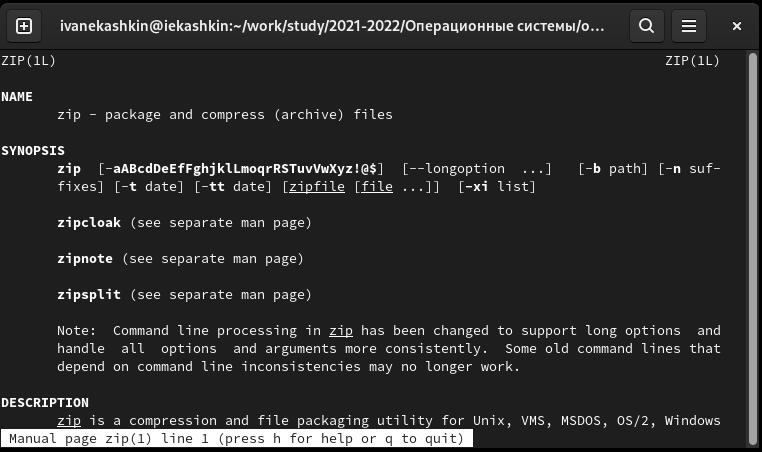 ivanekashkin@iekashkin:~/work/study/2021-2022/Операционные системы/о...
ZIP(1L) ZIP(1L)
NAME
zip - package and compress (archive) files
SYNOPSIS
zip [-aABcdDeEfFghjklLmoqrRSTuvVwXyz!@$] [--longoption ...] [-b path] [-n suf-
fixes] [-t date] [-tt date] [zipfile [file ...]] [-xi list]
zipcloak (see separate man page)
zipnote (see separate man page)
zipsplit (see separate man page)
Note: Command line processing in zip has been changed to support long options and
handle all options and arguments more consistently. Some old command lines that
depend on command line inconsistencies may no longer work.
DESCRIPTION
zip is a compression and file packaging utility for Unix, VMS, MSDOS, OS/2, Windows
Manual page zip(1) line 1 (press h for help or q to quit)